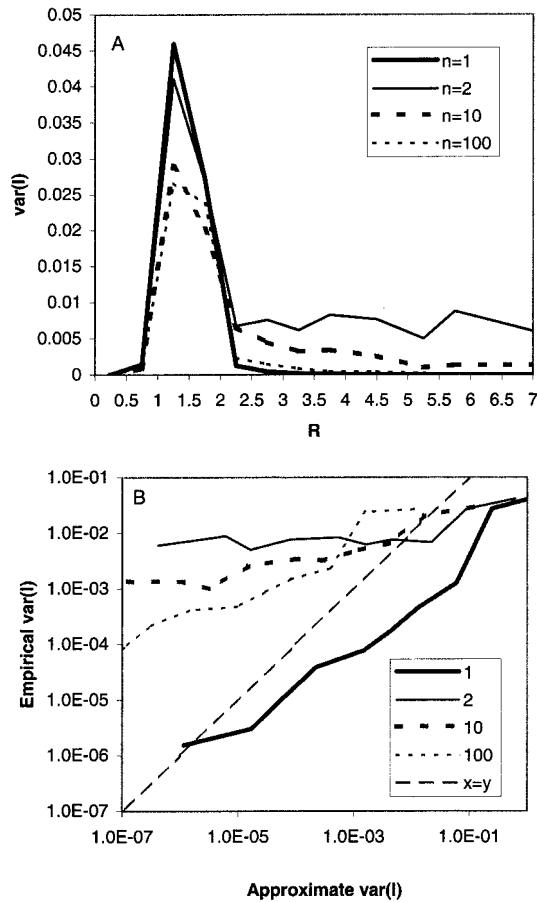 A
0.05
0.045
0.04
0.035
0.03
0.025
0.02
0.015
0.01
0.005
0
var(I)
n=1
n=2
n=10
n=100
0 0.5 1 1.5 2 2.5 3 3.5 4 4.5 5 5.5 6 6.5 7
R
B
1.0E-01
1.0E-02
1.0E-03
1.0E-04
1.0E-05
1.0E-06
1.0E-07
Empirical var(I)
1
2
10
100
x=y
1.0E-07 1.0E-05 1.0E-03 1.0E-01
Approximate var(I)